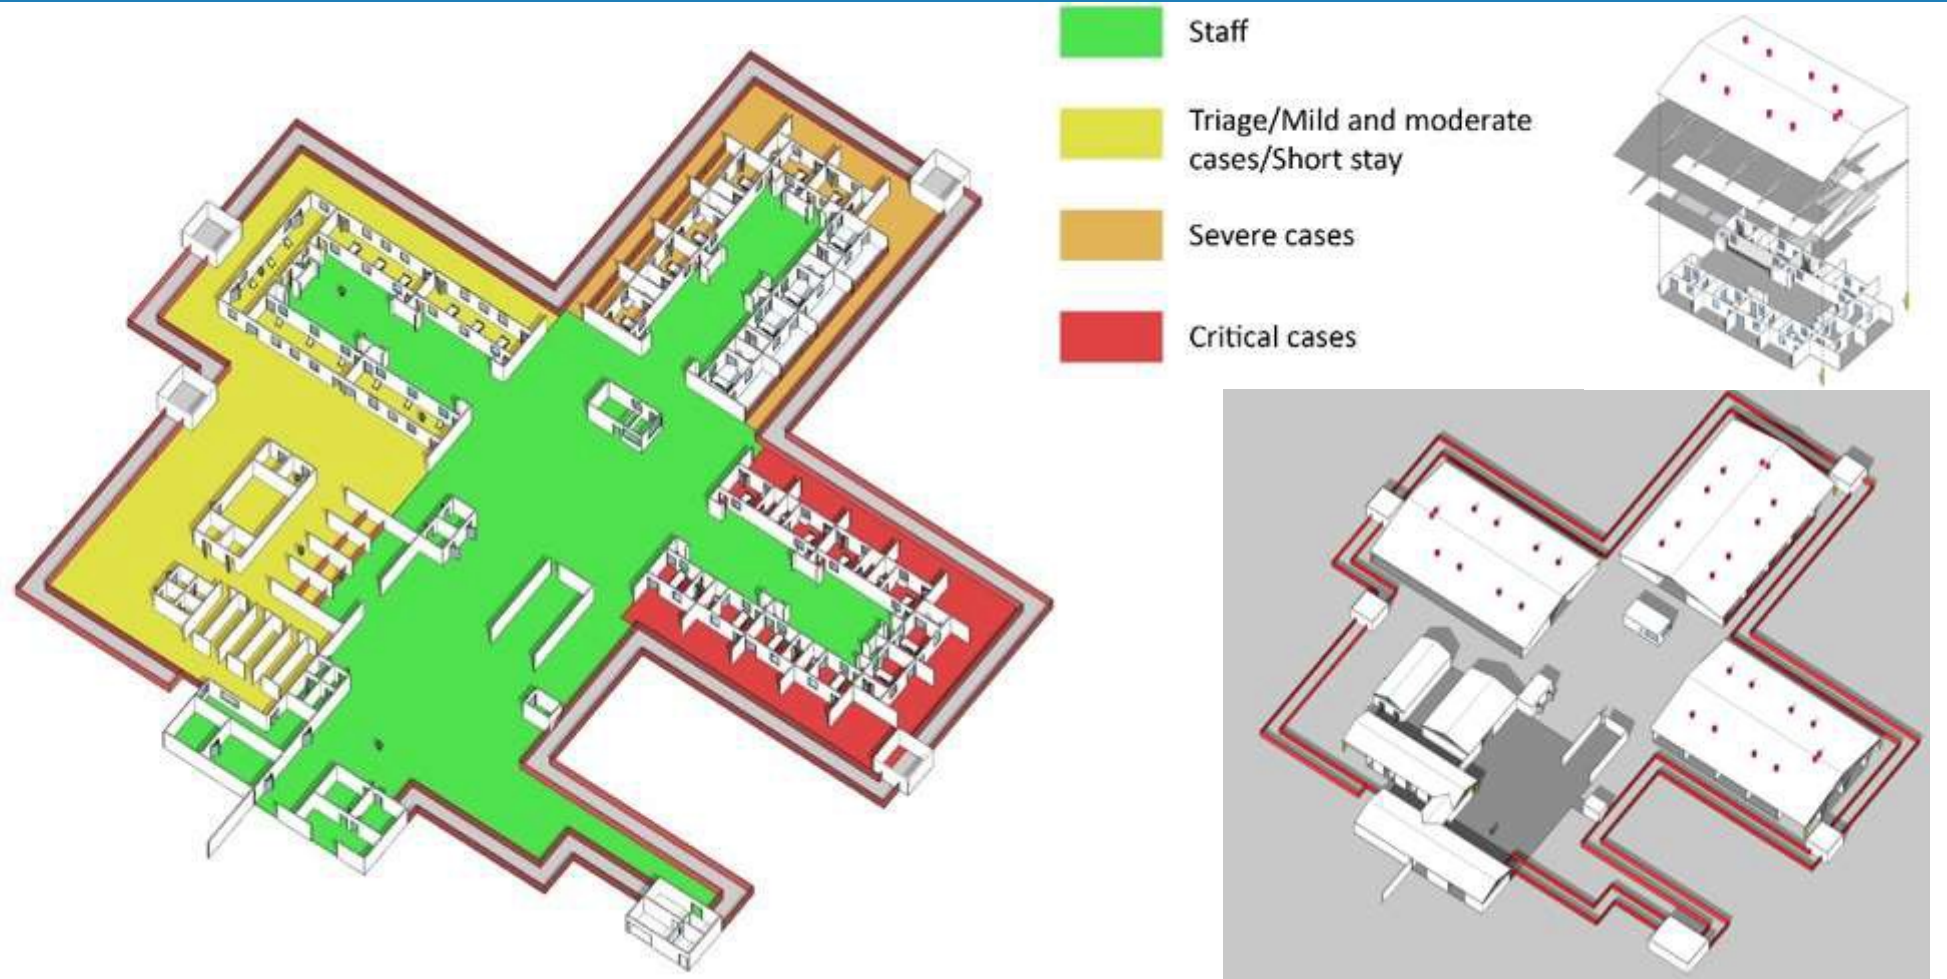 Staff
Triage/Mild and moderate
cases/Short stay
Severe cases
Critical cases